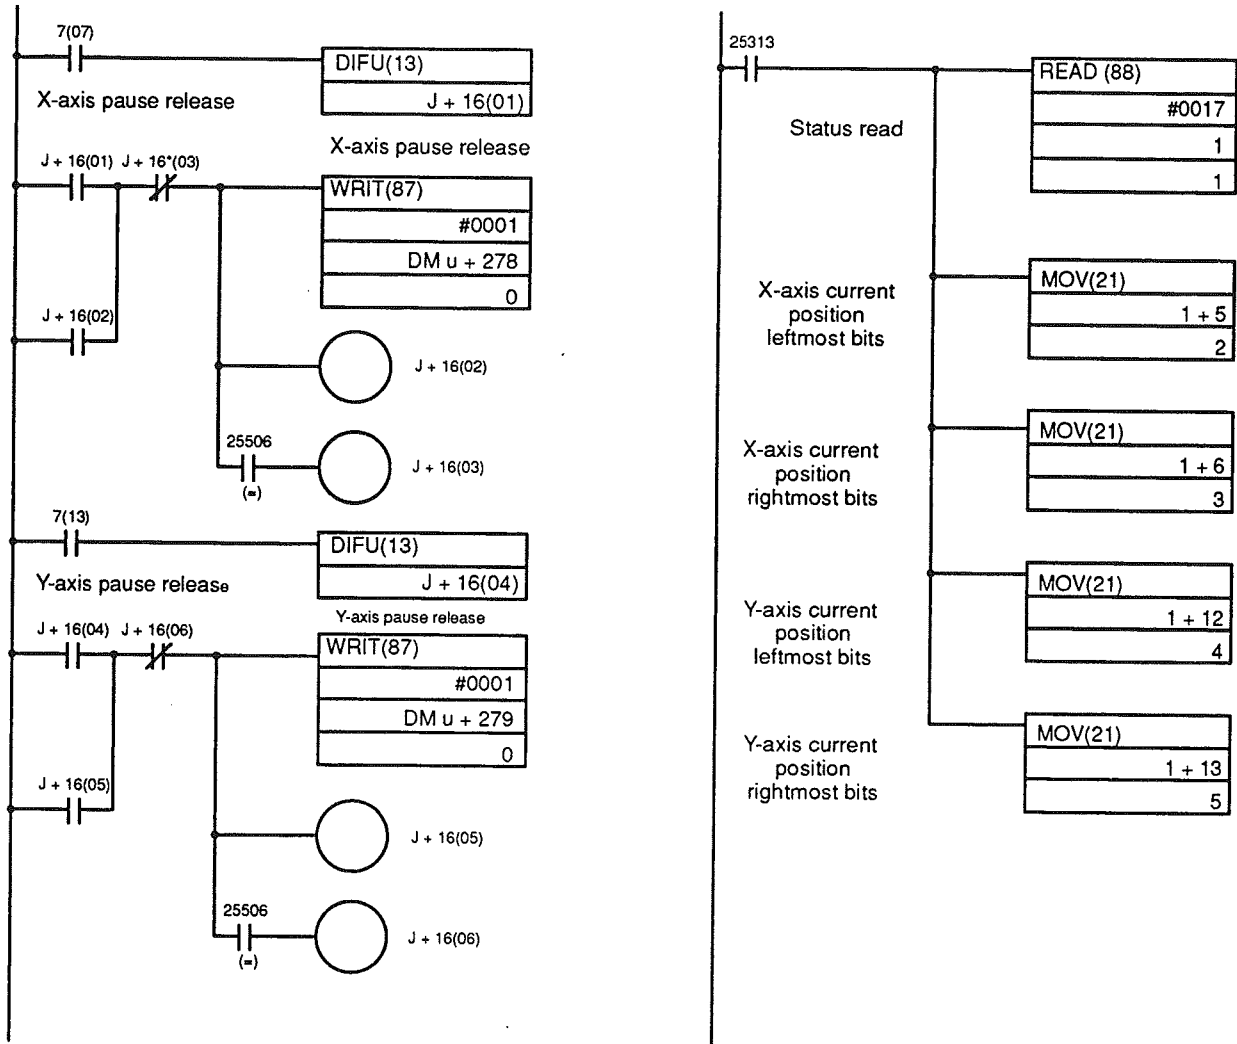 7(07)
DIFU(13)
J + 16(01)
X-axis pause release
X-axis pause release
J + 16(01) J + 16*(03)
WRIT(87)
#0001
DM u + 278
0
J + 16(02)
J + 16(02)
25506
J + 16(03)
(=)
7(13)
DIFU(13)
J + 16(04)
Y-axis pause release
Y-axis pause release
J + 16(04) J + 16(06)
WRIT(87)
#0001
DM u + 279
0
J + 16(05)
J + 16(05)
25506
J + 16(06)
(=)
25313
READ (88)
#0017
1
1
Status read
MOV(21)
1 + 5
2
X-axis current
position
leftmost bits
MOV(21)
1 + 6
3
X-axis current
position
rightmost bits
MOV(21)
1 + 12
4
Y-axis current
position
leftmost bits
MOV(21)
1 + 13
5
Y-axis current
position
rightmost bits